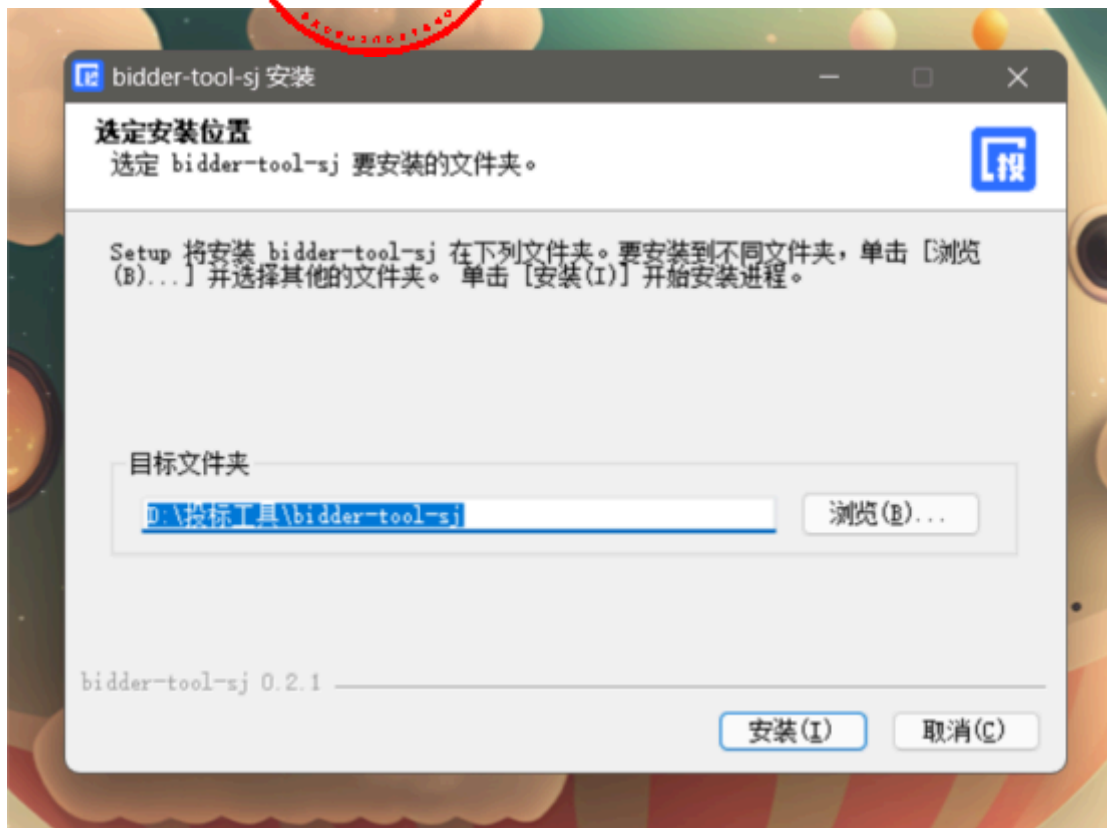 bidder-tool-sj 安装
选定安装位置
选定 bidder-tool-sj 要安装的文件夹。
投
Setup 将安装 bidder-tool-sj 在下列文件夹。要安装到不同文件夹，单击 [浏览
(B)...] 并选择其他的文件夹。 单击 [安装(I)] 开始安装进程。
目标文件夹
D:\投标工具\bidder-tool-sj
浏览(B)...
bidder-tool-sj 0.2.1
安装(I)
取消(C)